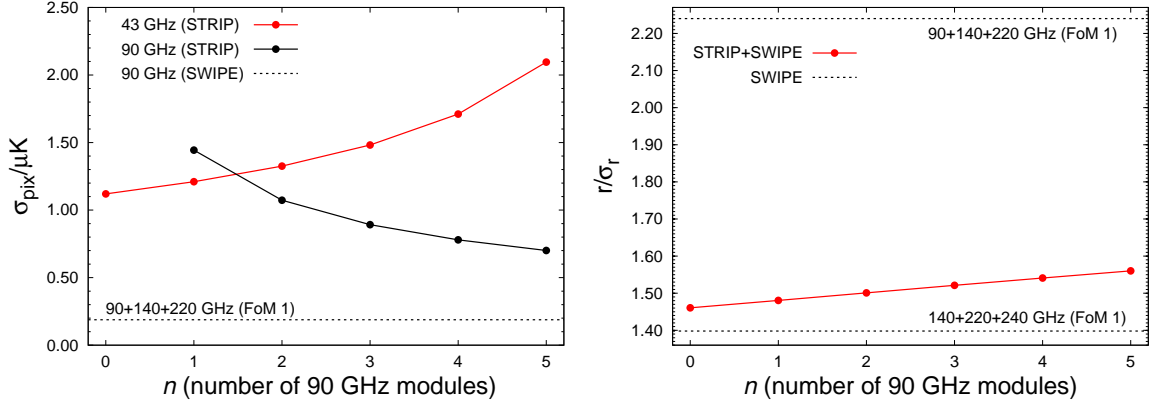 43 GHz (STRIP)
90 GHz (STRIP)
90 GHz (SWIPE)
90+140+220 GHz (FoM 1)
0.00
0.50
1.00
1.50
2.00
2.50
σpix/μK
0 1 2 3 4 5
n (number of 90 GHz modules)
90+140+220 GHz (FoM 1)
STRIP+SWIPE
SWIPE
140+220+240 GHz (FoM 1)
1.40
1.50
1.60
1.70
1.80
1.90
2.00
2.10
2.20
r/σr
0 1 2 3 4 5
n (number of 90 GHz modules)